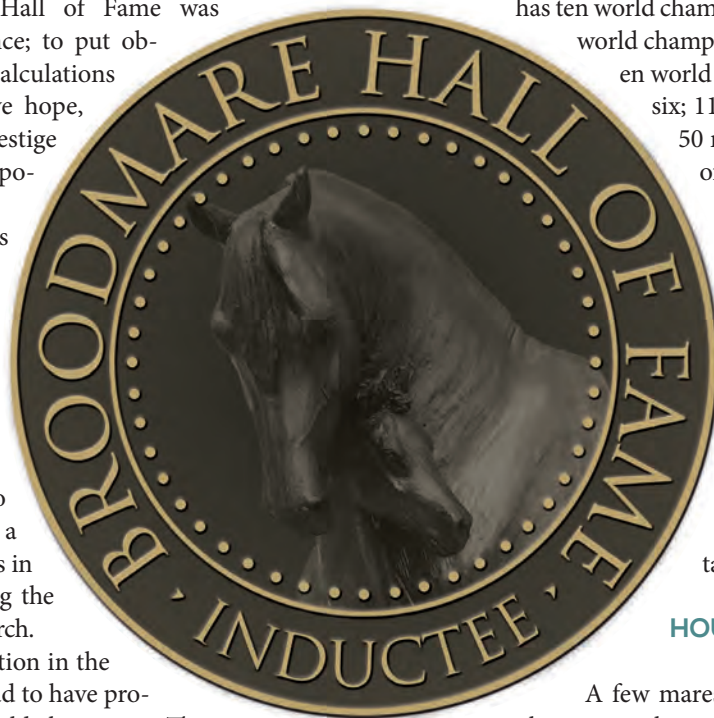 Hall of Fame was
nce; to put ob-
alculations
ve hope,
estige
po-
s
a
s in
g the
rch.
tion in the
d to have pro-
BROODMARE HALL OF FAME
INDUCTEE
has ten world cham
world champ
en world
six; 11
50
ta
HOU
A few mare